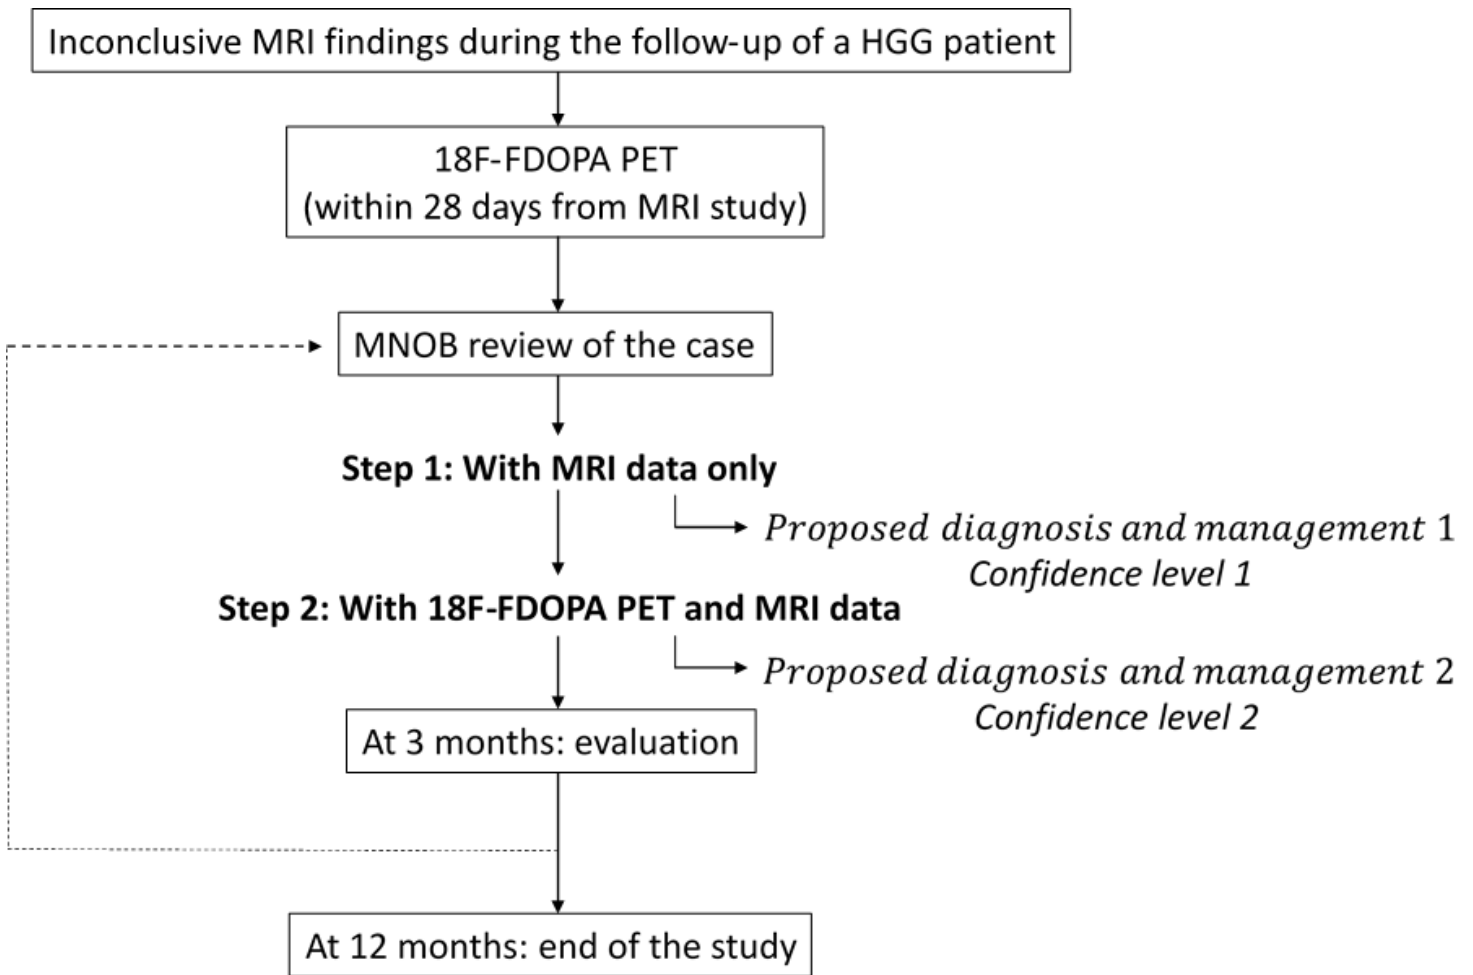 Inconclusive MRI findings during the follow-up of a HGG patient
18F-FDOPA PET
(within 28 days from MRI study)
MNOB review of the case
Step 1: With MRI data only
Proposed diagnosis and management 1
Confidence level 1
Step 2: With 18F-FDOPA PET and MRI data
Proposed diagnosis and management 2
Confidence level 2
At 3 months: evaluation
At 12 months: end of the study